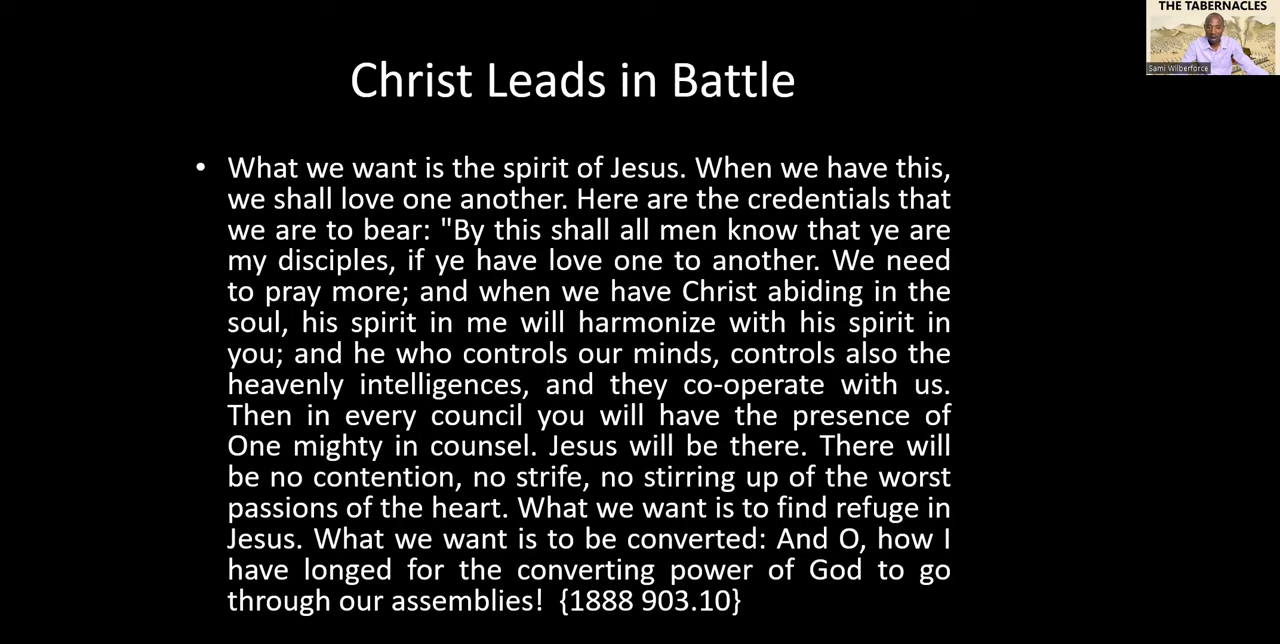 THE TABERNACLES
Sami Wilberforce
Christ Leads in Battle
• What we want is the spirit of Jesus. When we have this,
we shall love one another. Here are the credentials that
we are to bear: "By this shall all men know that ye are
my disciples, if ye have love one to another. We need
to pray more; and when we have Christ abiding in the
soul, his spirit in me will harmonize with his spirit in
you; and he who controls our minds, controls also the
heavenly intelligences, and they co-operate with us.
Then in every council you will have the presence of
One mighty in counsel. Jesus will be there. There will
be no contention, no strife, no stirring up of the worst
passions of the heart. What we want is to find refuge in
Jesus. What we want is to be converted: And O, how I
have longed for the converting power of God to go
through our assemblies! {1888 903.10}